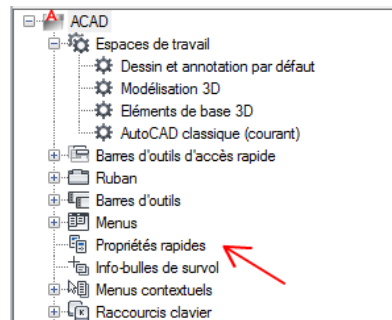 ACAD
Espaces de travail
Dessin et annotation par défaut
Modélisation 3D
Eléments de base 3D
AutoCAD classique (courant)
Barres d'outils d'accès rapide
Ruban
Barres d'outils
Menus
Propriétés rapides
Info-bulles de survol
Menus contextuels
Raccourcis clavier